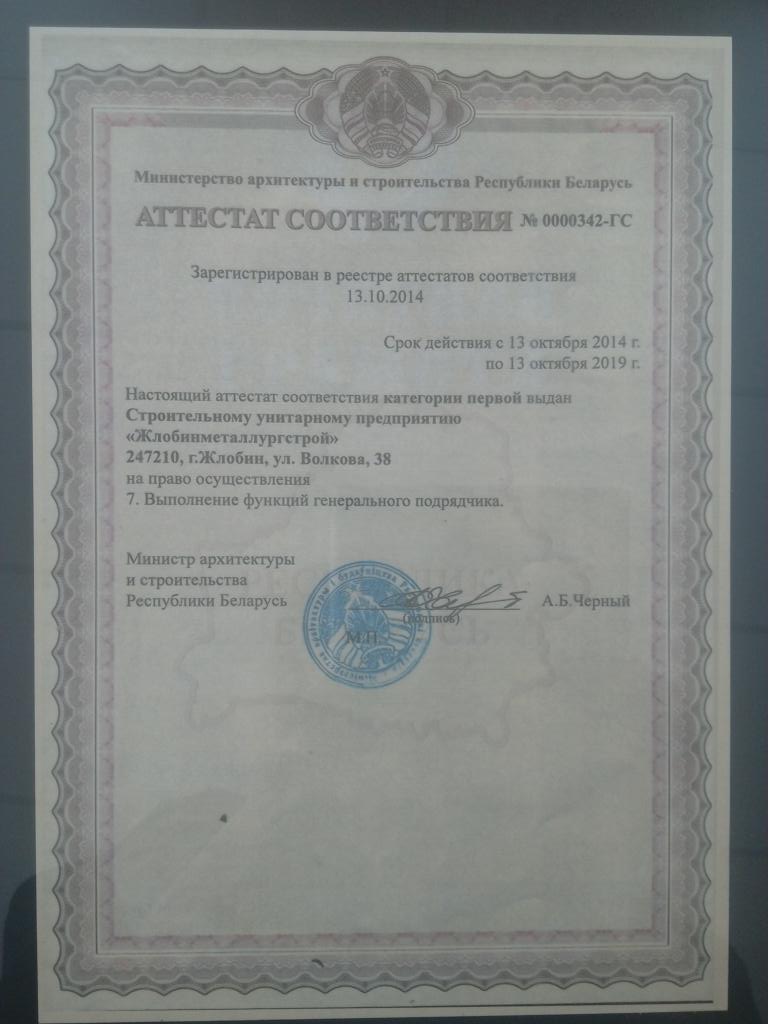 Министерство архитектуры и строительства Республики Беларусь
АТТЕСТАТ СООТВЕТСТВИЯ № 0000342-ГС
Зарегистрирован в реестре аттестатов соответствия
13.10.2014
Срок действия с 13 октября 2014 г.
по 13 октября 2019 г.
Настоящий аттестат соответствия категории первой выдан
Строительному унитарному предприятию
«Жлобинметаллургстрой»
247210, г.Жлобин, ул. Волкова, 38
на право осуществления
7. Выполнение функций генерального подрядчика.
Министр архитектуры
и строительства
Республики Беларусь А.Б.Черный
(подпись)
М.П.
архітэктуры і будаўніцтва